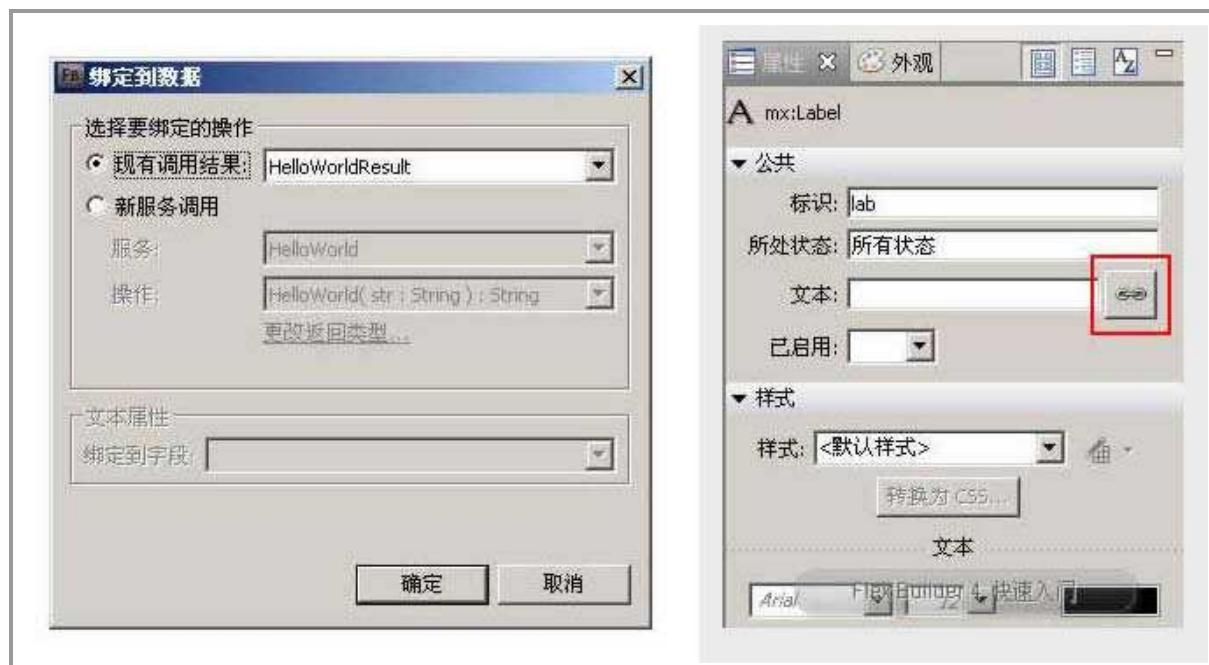 FB 绑定到数据
选择要绑定的操作
现有调用结果: HelloWorldResult
新服务调用
服务: HelloWorld
操作: HelloWorld( str : String ) : String
更改返回类型...
文本属性
绑定到字段:
确定 取消
属性 外观
A mx:Label
公共
标识: lab
所处状态: 所有状态
文本:
已启用:
样式
样式: <默认样式>
转换为 CSS...
文本
Arial 12
Flex Builder 4 快速入门